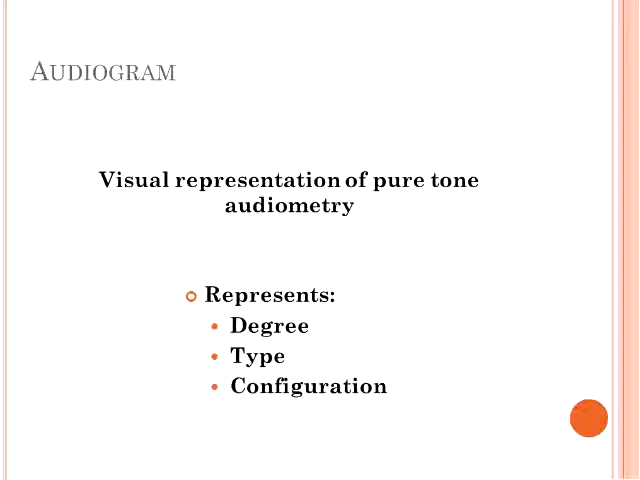 AUDIOGRAM
Visual representation of pure tone
audiometry
Represents:
Degree
Type
Configuration